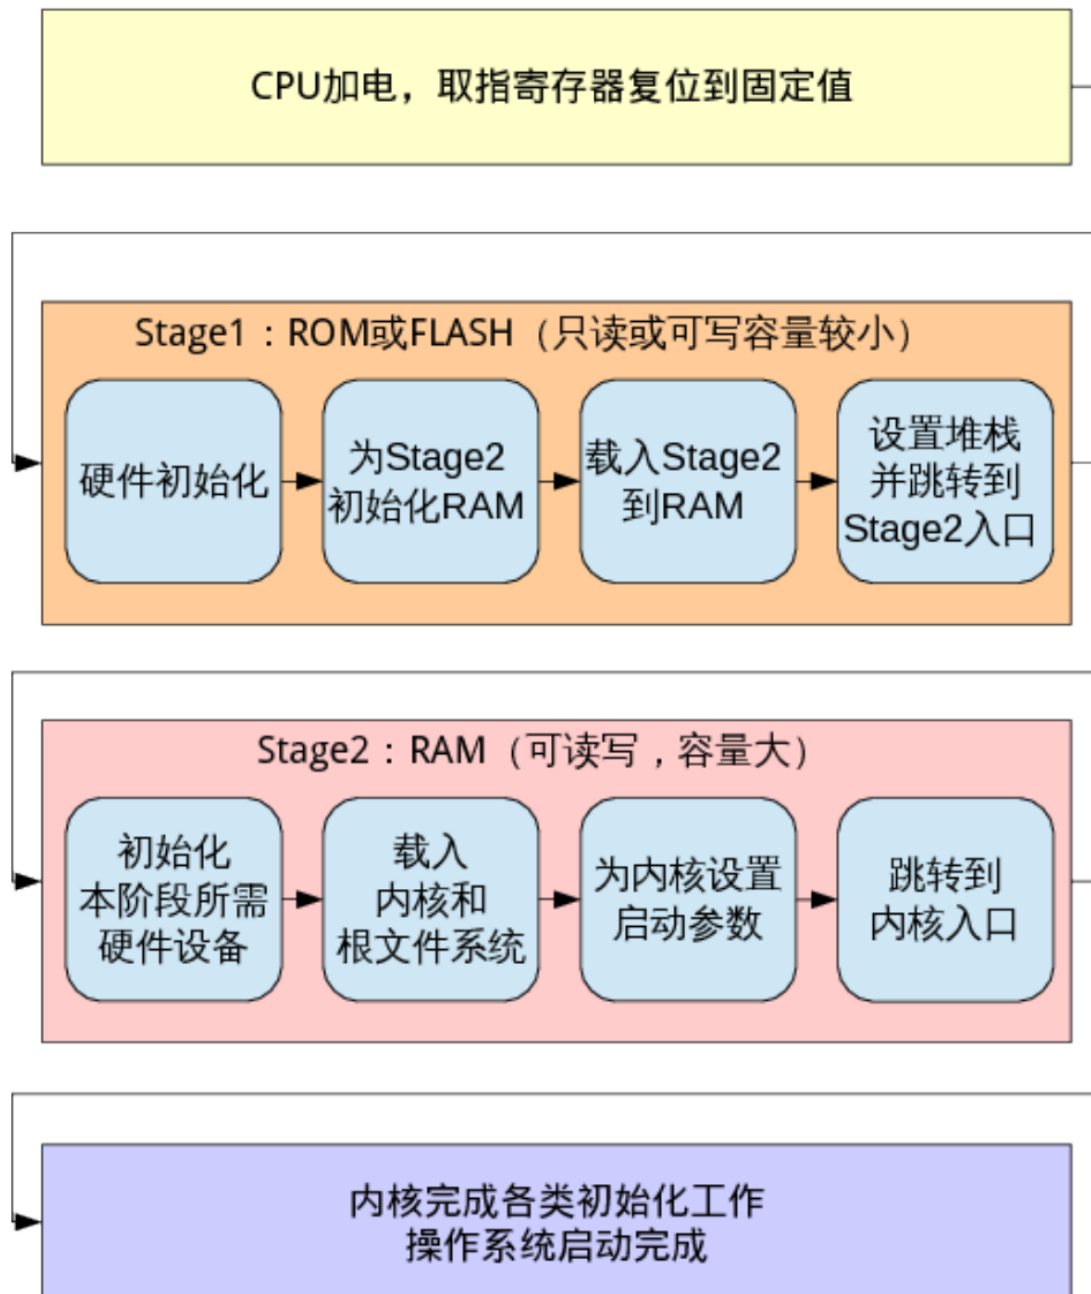 CPU加电，取指寄存器复位到固定值
Stage1：ROM或FLASH（只读或可写容量较小）
硬件初始化
为Stage2
初始化RAM
载入Stage2
到RAM
设置堆栈
并跳转到
Stage2入口
Stage2：RAM（可读写，容量大）
初始化
本阶段所需
硬件设备
载入
内核和
根文件系统
为内核设置
启动参数
跳转到
内核入口
内核完成各类初始化工作
操作系统启动完成